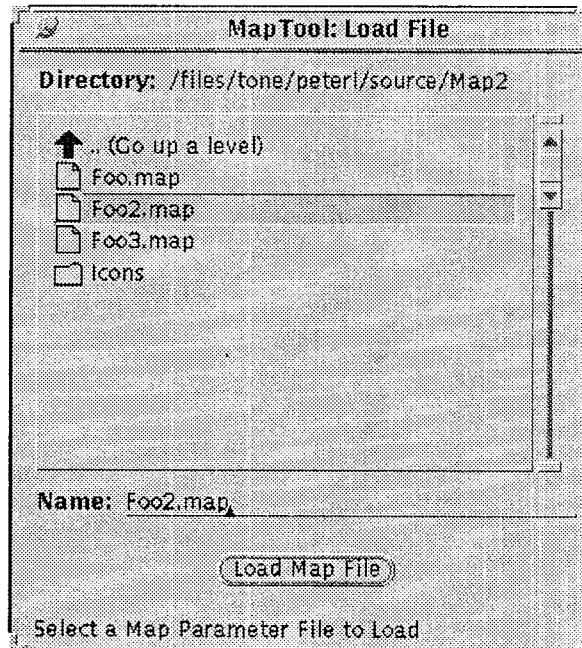 MapTool: Load File
Directory: /files/tone/peterl/source/Map2
.. (Go up a level)
Foo.map
Foo2.map
Foo3.map
Icons
Name: Foo2.map
Load Map File
Select a Map Parameter File to Load